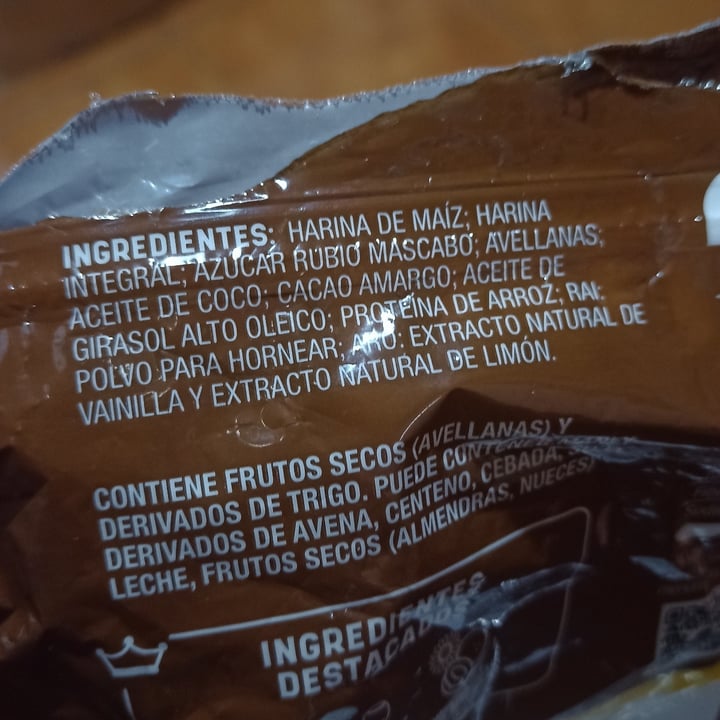 INGREDIENTES: HARINA DE MAÍZ; HARINA
INTEGRAL; AZÚCAR RUBIO MASCABO; AVELLANAS;
ACEITE DE COCO; CACAO AMARGO; ACEITE DE
GIRASOL ALTO OLEICO; PROTEÍNA DE ARROZ; RAI:
POLVO PARA HORNEAR; ARO: EXTRACTO NATURAL DE
VAINILLA Y EXTRACTO NATURAL DE LIMÓN.
CONTIENE FRUTOS SECOS (AVELLANAS) Y
DERIVADOS DE TRIGO. PUEDE CONTENER
DERIVADOS DE AVENA, CENTENO, CEBADA,
LECHE, FRUTOS SECOS (ALMENDRAS, NUECES)
INGREDIENTES
DESTACADOS